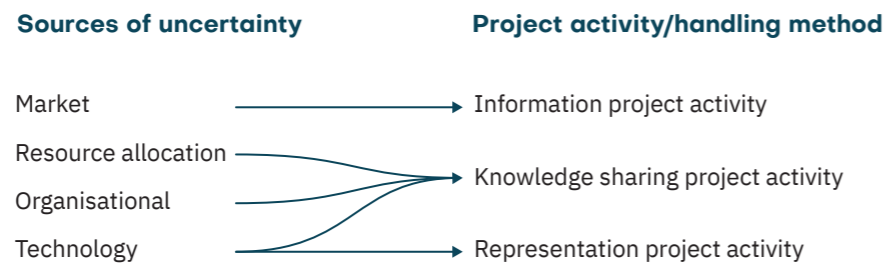 Sources of uncertainty
Project activity/handling method
Market
Information project activity
Resource allocation
Knowledge sharing project activity
Organisational
Technology
Representation project activity